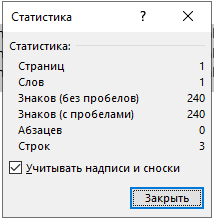 Статистика ? ×
Статистика:
Страниц 1
Слов 1
Знаков (без пробелов) 240
Знаков (с пробелами) 240
Абзацев 0
Строк 3
Учитывать надписи и сноски
Закрыть